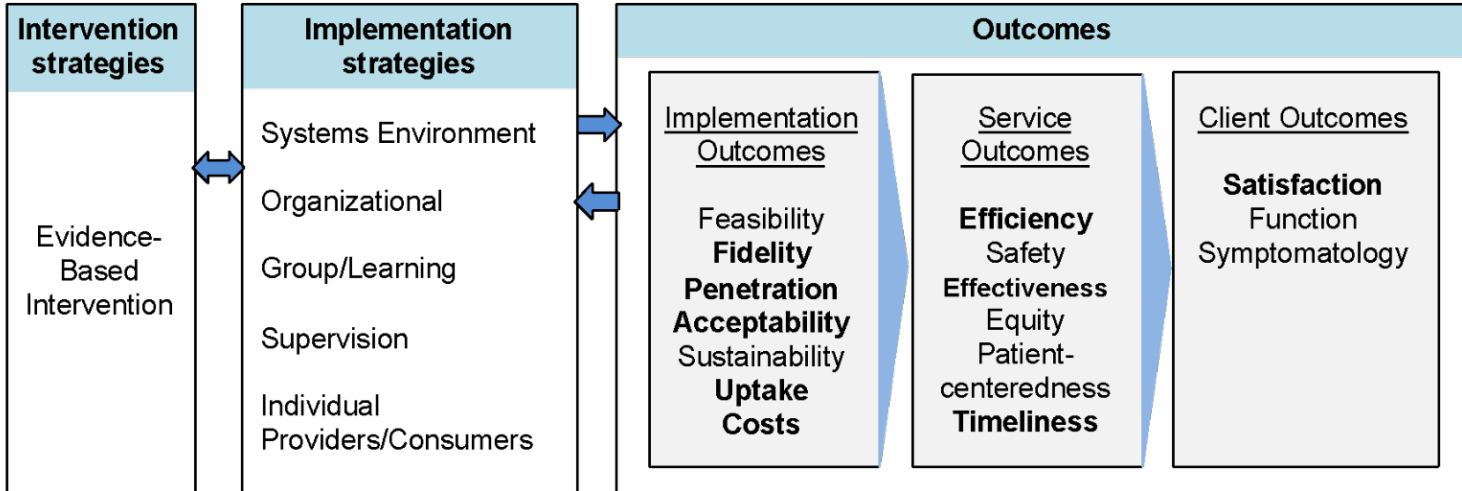 Intervention
strategies
Evidence-
Based
Intervention
Implementation
strategies
Systems Environment
Organizational
Group/Learning
Supervision
Individual
Providers/Consumers
Outcomes
Implementation
Outcomes
Feasibility
Fidelity
Penetration
Acceptability
Sustainability
Uptake
Costs
Service
Outcomes
Efficiency
Safety
Effectiveness
Equity
Patient-
centeredness
Timeliness
Client Outcomes
Satisfaction
Function
Symptomatology